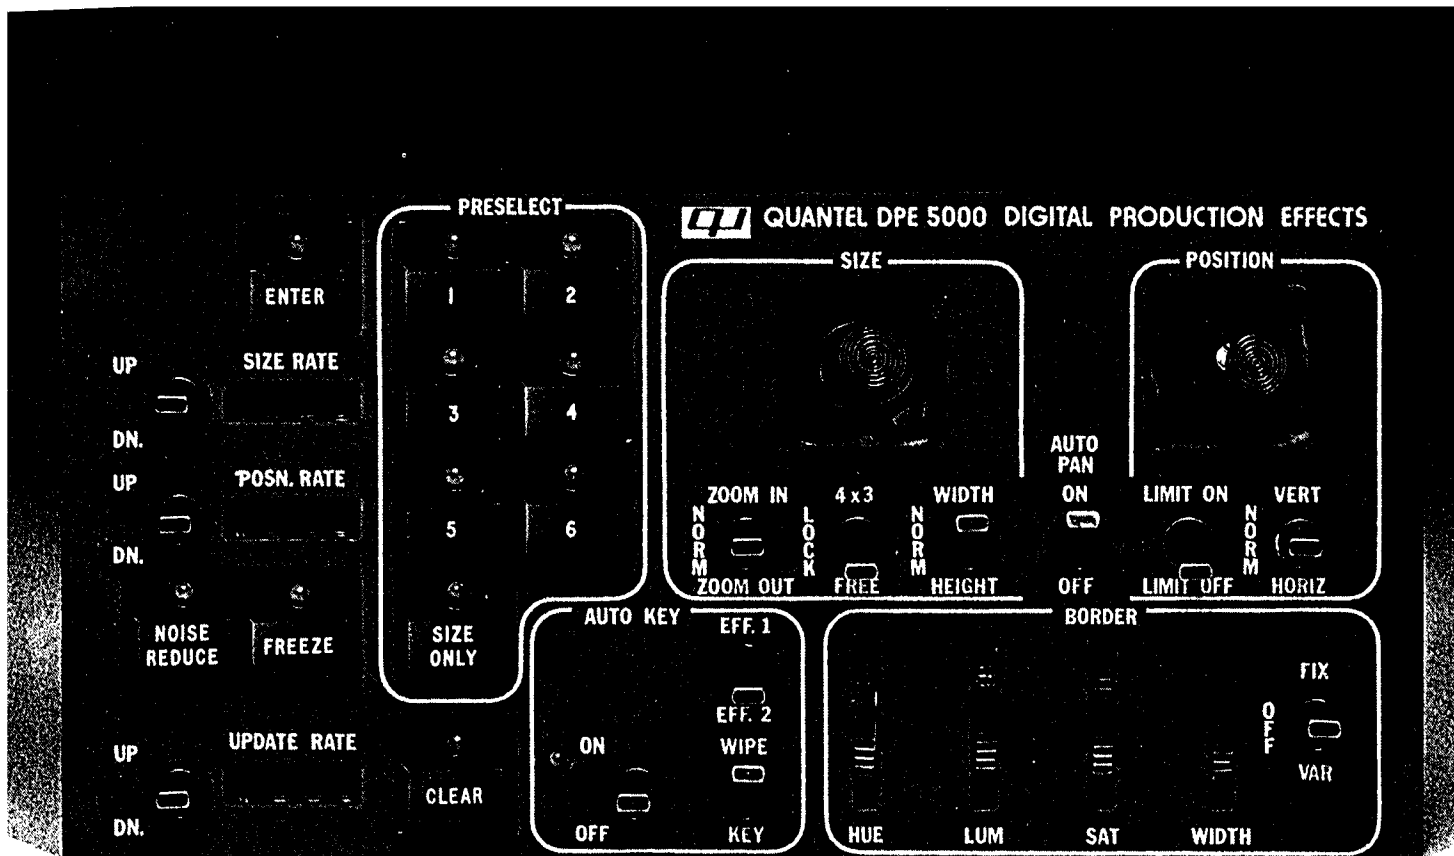 PRESELECT
QUANTEL DPE 5000 DIGITAL PRODUCTION EFFECTS
SIZE
POSITION
ENTER
1
2
UP
SIZE RATE
3
4
DN.
AUTO
PAN
UP
POSN. RATE
ZOOM IN
4x3
WIDTH
ON
LIMIT ON
VERT
NORM
LOCK
NORM
NORM
5
6
DN.
ZOOM OUT
FREE
HEIGHT
OFF
LIMIT OFF
HORIZ
NOISE
REDUCE
FREEZE
SIZE
ONLY
AUTO KEY
EFF. 1
BORDER
FIX
EFF. 2
OFF
UP
UPDATE RATE
ON
WIPE
VAR
CLEAR
DN.
OFF
KEY
HUE
LUM
SAT
WIDTH